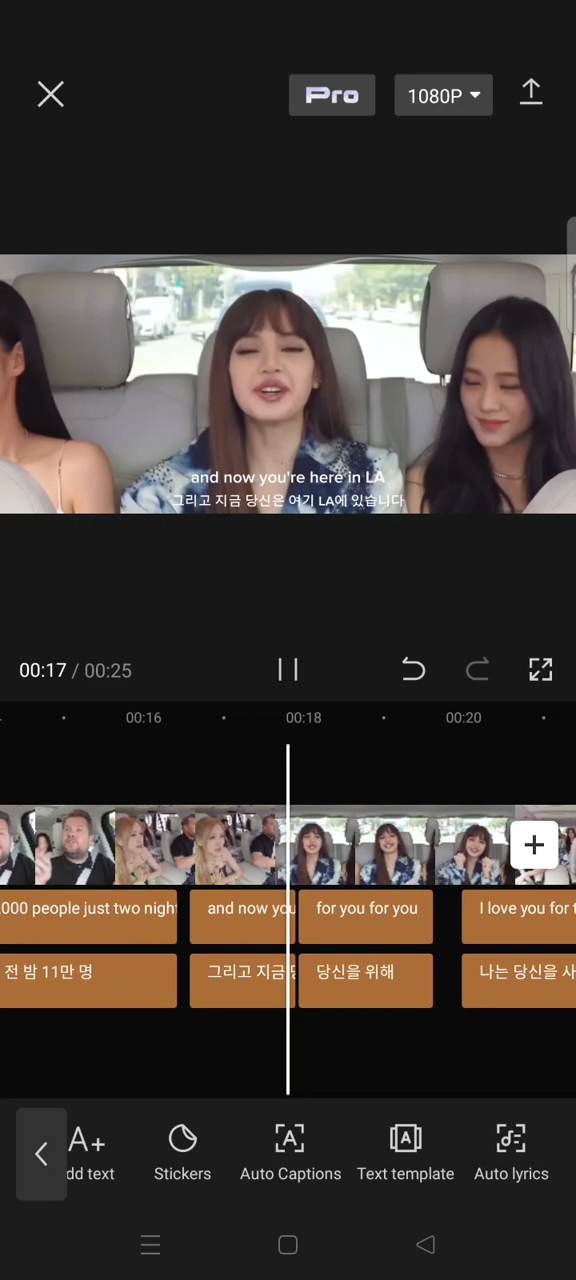 Pro
1080P
and now you're here in LA
그리고 지금 당신은 여기 LA에 있습니다
00:17 / 00:25
00:16
00:18
00:20
000 people just two nigh
and now you
for you for you
I love you for
전 밤 11만 명
그리고 지금
당신을 위해
나는 당신을 사
dd text
Stickers
Auto Captions
Text template
Auto lyrics